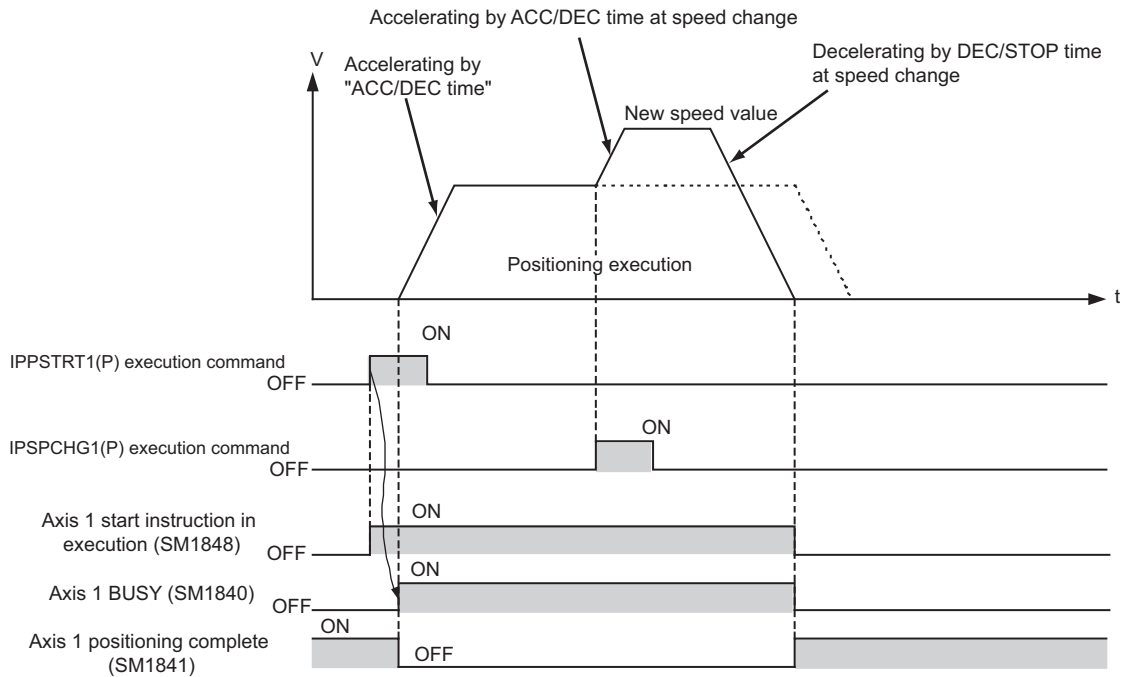 Accelerating by ACC/DEC time at speed change
Decelerating by DEC/STOP time
at speed change
V
Accelerating by
"ACC/DEC time"
New speed value
Positioning execution
t
ON
IPPSTRT1(P) execution command
OFF
ON
IPSPCHG1(P) execution command
OFF
ON
Axis 1 start instruction in
execution (SM1848)
OFF
ON
Axis 1 BUSY (SM1840)
OFF
ON
Axis 1 positioning complete
(SM1841)
OFF